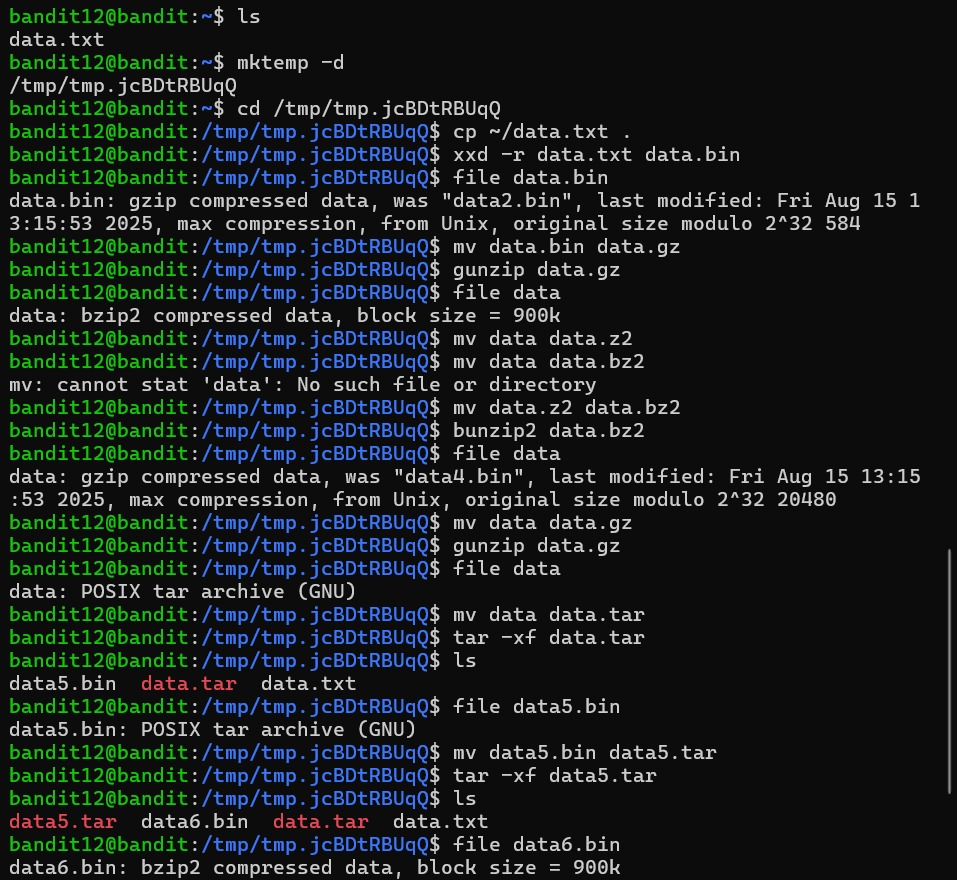 bandit12@bandit:~$ ls
data.txt
bandit12@bandit:~$ mktemp -d
/tmp/tmp.jcBDtRBUqQ
bandit12@bandit:~$ cd /tmp/tmp.jcBDtRBUqQ
bandit12@bandit:/tmp/tmp.jcBDtRBUqQ$ cp ~/data.txt .
bandit12@bandit:/tmp/tmp.jcBDtRBUqQ$ xxd -r data.txt data.bin
bandit12@bandit:/tmp/tmp.jcBDtRBUqQ$ file data.bin
data.bin: gzip compressed data, was "data2.bin", last modified: Fri Aug 15 1
3:15:53 2025, max compression, from Unix, original size modulo 2^32 584
bandit12@bandit:/tmp/tmp.jcBDtRBUqQ$ mv data.bin data.gz
bandit12@bandit:/tmp/tmp.jcBDtRBUqQ$ gunzip data.gz
bandit12@bandit:/tmp/tmp.jcBDtRBUqQ$ file data
data: bzip2 compressed data, block size = 900k
bandit12@bandit:/tmp/tmp.jcBDtRBUqQ$ mv data data.z2
bandit12@bandit:/tmp/tmp.jcBDtRBUqQ$ mv data data.bz2
mv: cannot stat 'data': No such file or directory
bandit12@bandit:/tmp/tmp.jcBDtRBUqQ$ mv data.z2 data.bz2
bandit12@bandit:/tmp/tmp.jcBDtRBUqQ$ bunzip2 data.bz2
bandit12@bandit:/tmp/tmp.jcBDtRBUqQ$ file data
data: gzip compressed data, was "data4.bin", last modified: Fri Aug 15 13:15
:53 2025, max compression, from Unix, original size modulo 2^32 20480
bandit12@bandit:/tmp/tmp.jcBDtRBUqQ$ mv data data.gz
bandit12@bandit:/tmp/tmp.jcBDtRBUqQ$ gunzip data.gz
bandit12@bandit:/tmp/tmp.jcBDtRBUqQ$ file data
data: POSIX tar archive (GNU)
bandit12@bandit:/tmp/tmp.jcBDtRBUqQ$ mv data data.tar
bandit12@bandit:/tmp/tmp.jcBDtRBUqQ$ tar -xf data.tar
bandit12@bandit:/tmp/tmp.jcBDtRBUqQ$ ls
data5.bin  data.tar  data.txt
bandit12@bandit:/tmp/tmp.jcBDtRBUqQ$ file data5.bin
data5.bin: POSIX tar archive (GNU)
bandit12@bandit:/tmp/tmp.jcBDtRBUqQ$ mv data5.bin data5.tar
bandit12@bandit:/tmp/tmp.jcBDtRBUqQ$ tar -xf data5.tar
bandit12@bandit:/tmp/tmp.jcBDtRBUqQ$ ls
data5.tar  data6.bin  data.tar  data.txt
bandit12@bandit:/tmp/tmp.jcBDtRBUqQ$ file data6.bin
data6.bin: bzip2 compressed data, block size = 900k